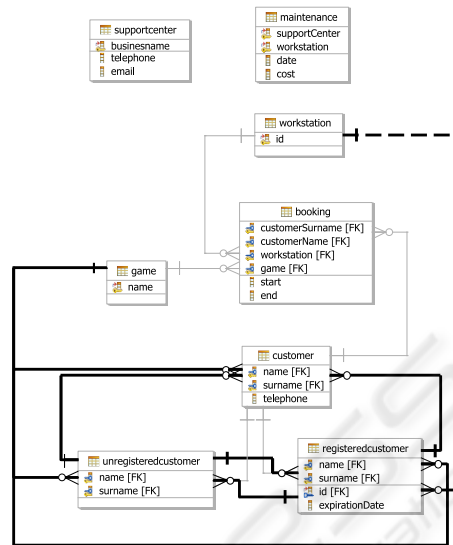 supportcenter
businesname
telephone
email
maintenance
supportCenter
workstation
date
cost
workstation
id
booking
customerSurname [FK]
customerName [FK]
workstation [FK]
game [FK]
start
end
game
name
customer
name [FK]
surname [FK]
telephone
unregisteredcustomer
name [FK]
surname [FK]
registeredcustomer
name [FK]
surname [FK]
id [FK]
expirationDate